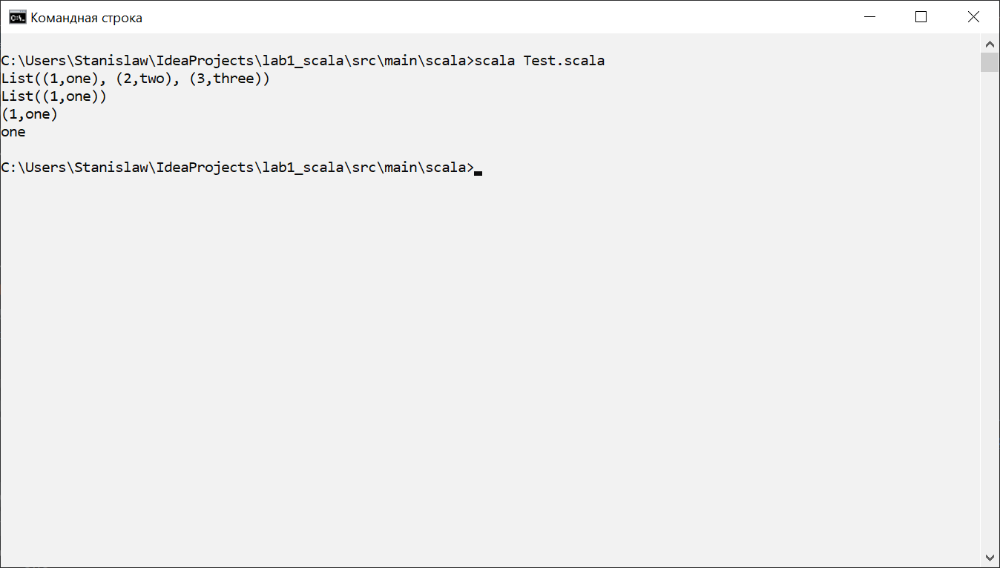 Командная строка
C:\Users\Stanislaw\IdeaProjects\lab1_scala\src\main\scala>scala Test.scala
List((1,one), (2,two), (3,three))
List((1,one))
(1,one)
one
C:\Users\Stanislaw\IdeaProjects\lab1_scala\src\main\scala>